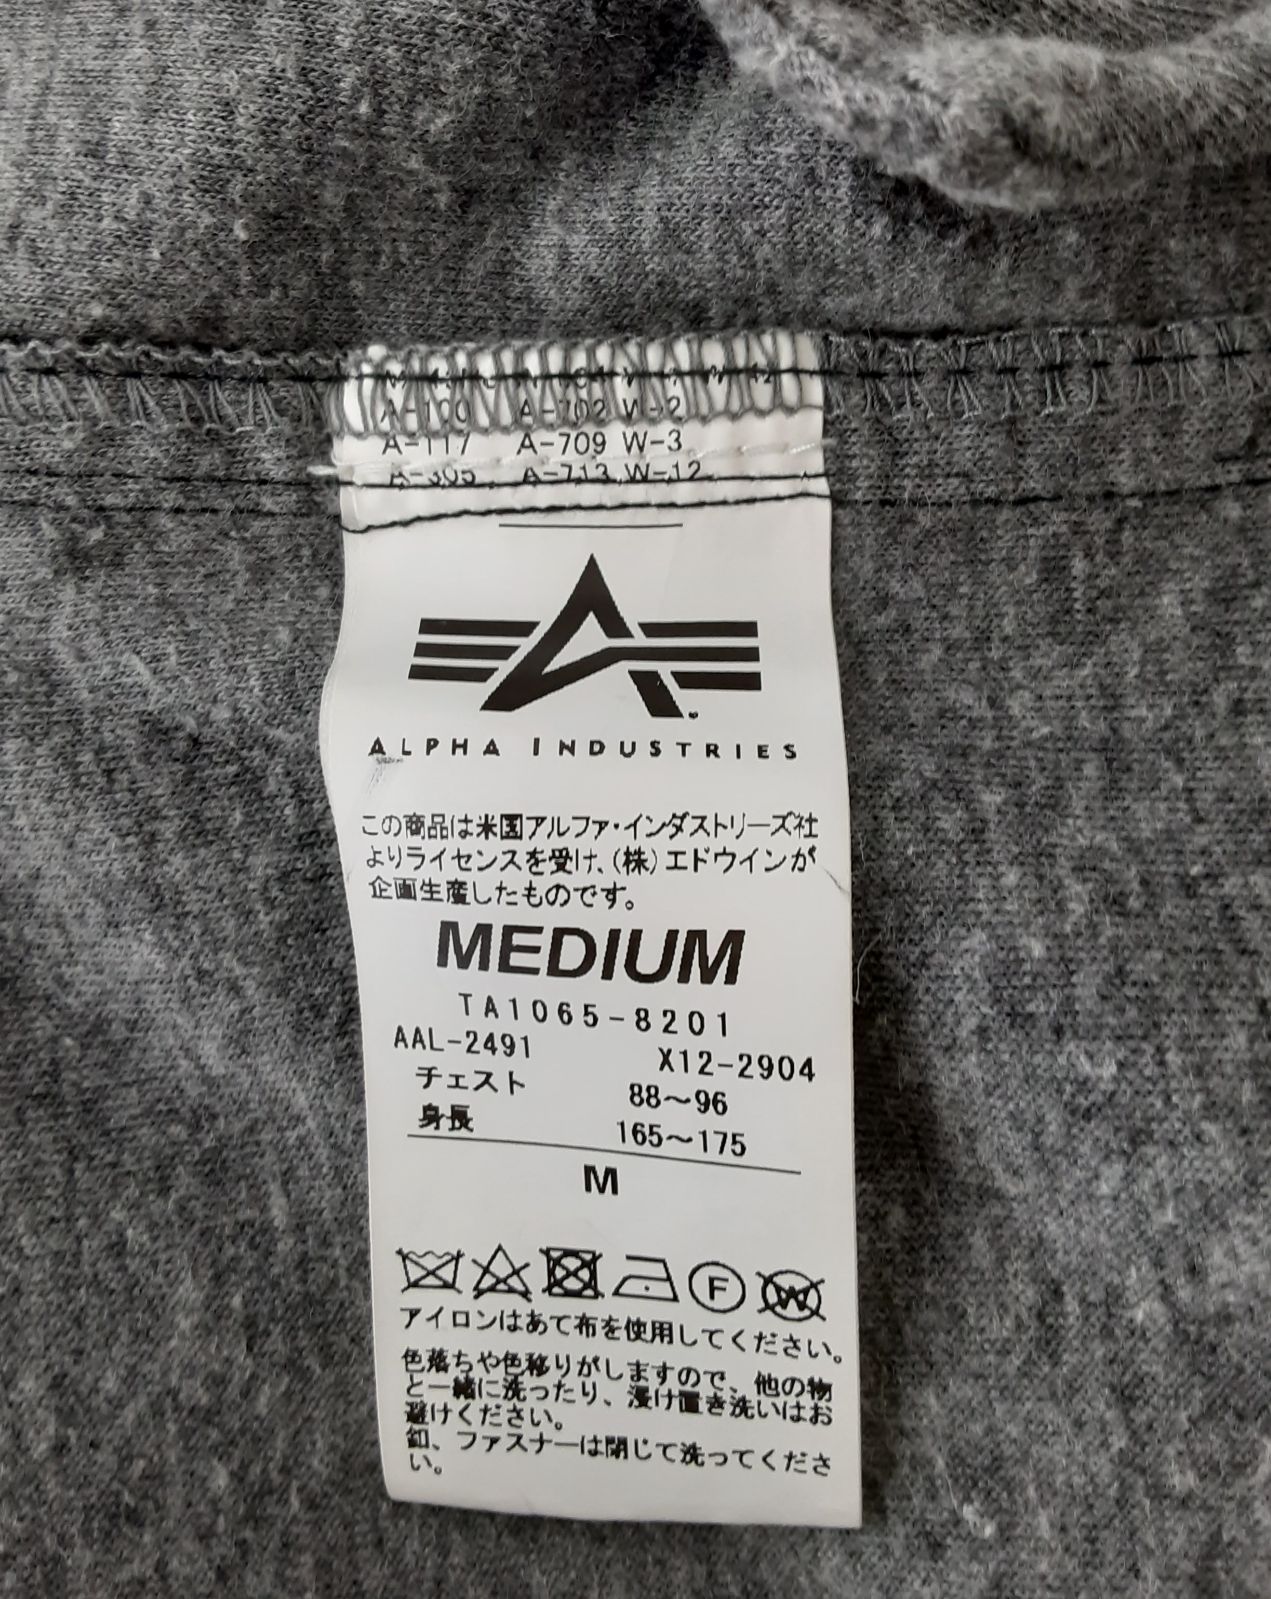 A-117 A-709 W-3
A-305 A-713 W-12
ALPHA INDUSTRIES
この商品は米国アルファ・インダストリーズ社
よりライセンスを受け、(株)エドウインが
企画生産したものです。
MEDIUM
TA1065-8201
AAL-2491 X12-2904
チェスト 88〜96
身長 165〜175
M
F W
アイロンはあて布を使用してください。
色落ちや色移りがしますので、他の物
と一緒に洗ったり、浸け置き洗いはお
避けください。
釦、ファスナーは閉じて洗ってくださ
い。